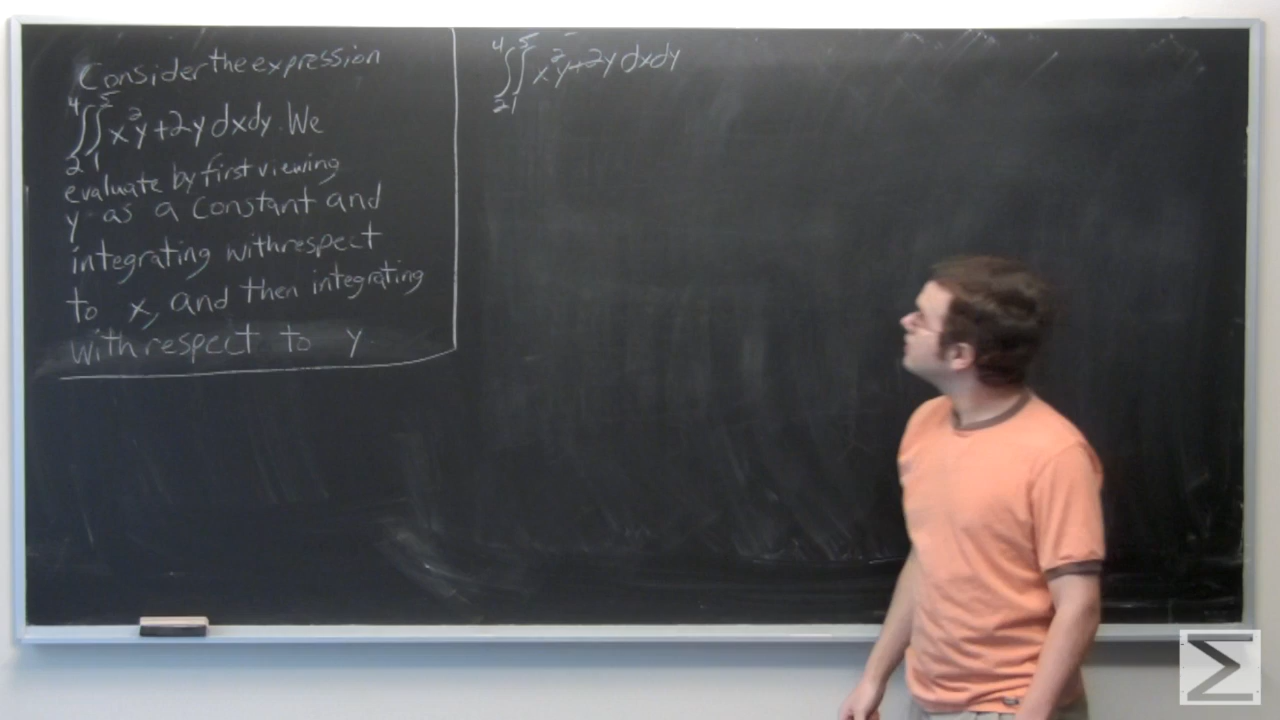 Consider the expression
∫₂⁴∫₁⁵ x²y+2y dxdy. We
evaluate by first viewing
y as a constant and
integrating with respect
to x, and then integrating
with respect to y
∫₂⁴∫₁⁵ x²y+2y dxdy
Σ